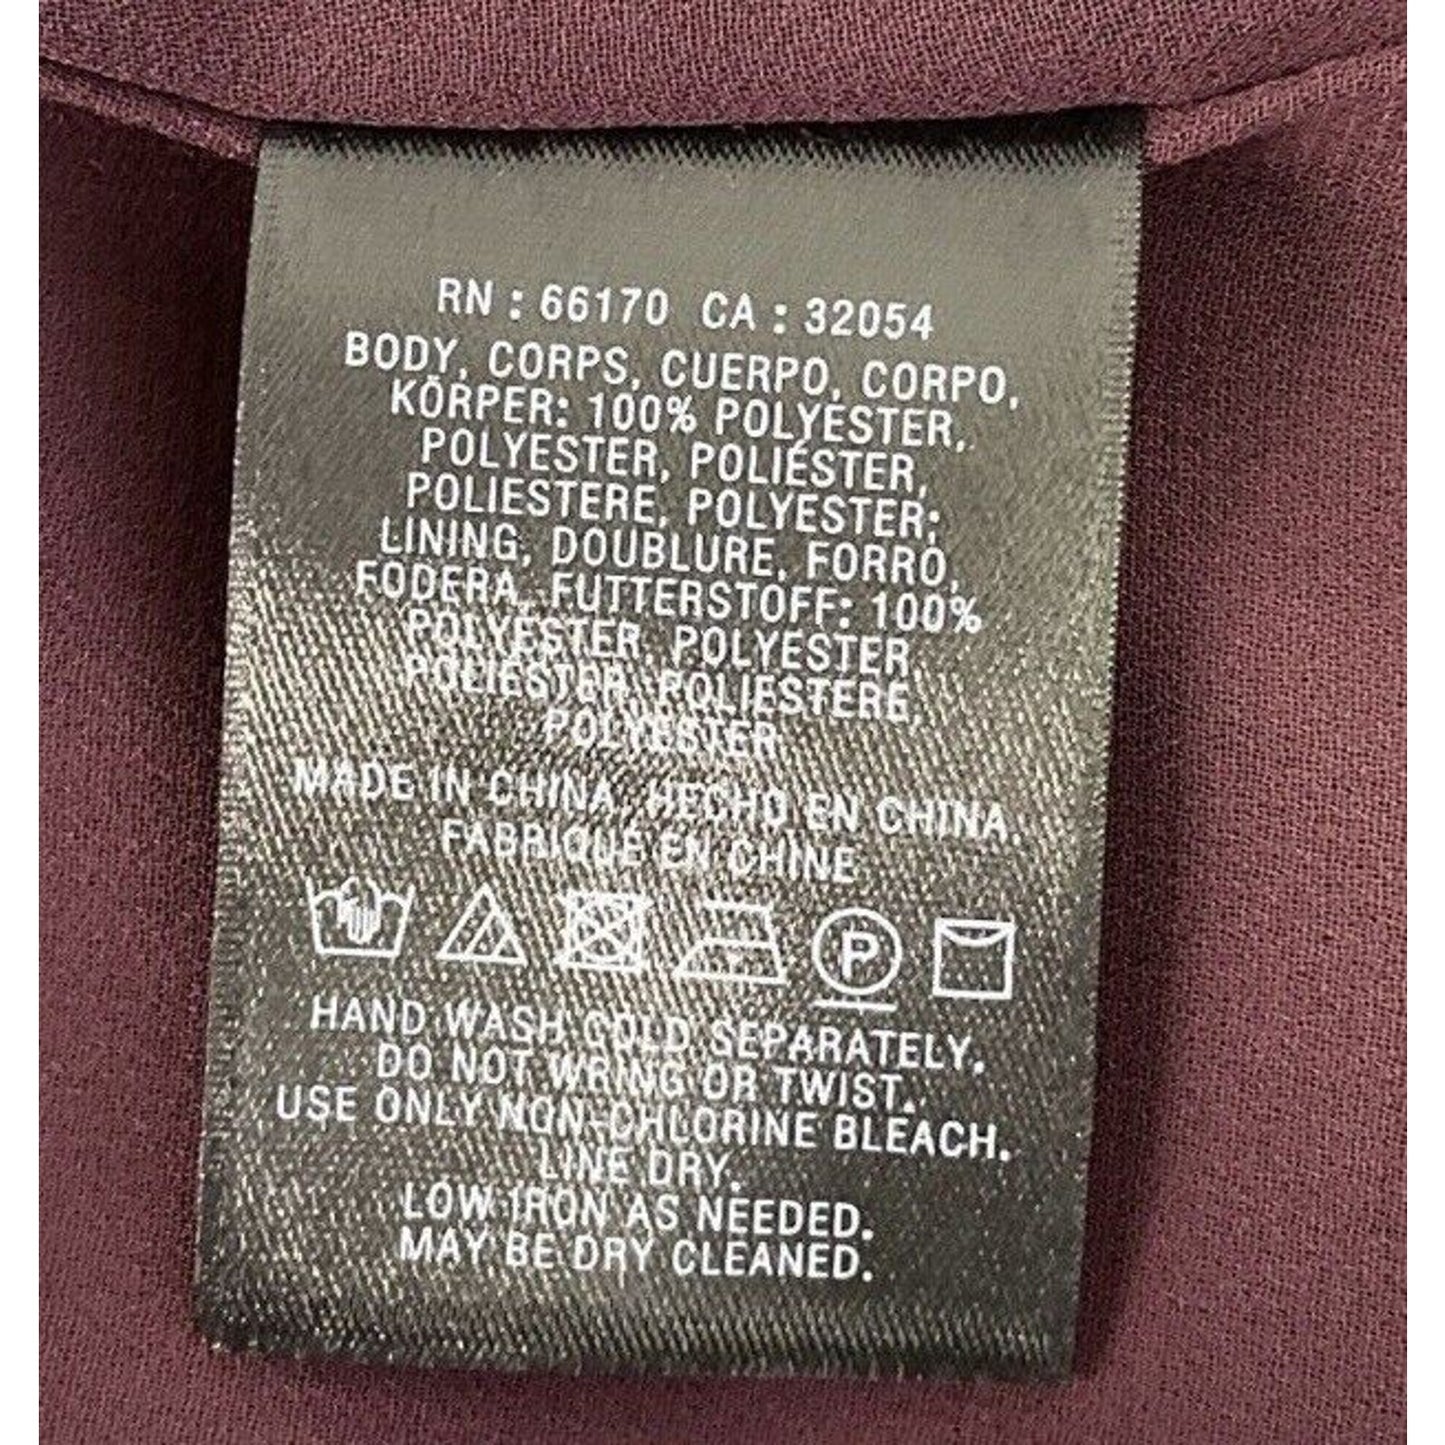 RN : 66170 CA : 32054
BODY, CORPS, CUERPO, CORPO,
KÖRPER: 100% POLYESTER,
POLYESTER, POLIÉSTER,
POLIESTERE, POLYESTER;
LINING, DOUBLURE, FORRO,
FODERA, FUTTERSTOFF: 100%
POLYESTER, POLYESTER,
POLIÉSTER, POLIESTERE,
POLYESTER
MADE IN CHINA, HECHO EN CHINA,
FABRIQUÉ EN CHINE
P
HAND WASH COLD SEPARATELY.
DO NOT WRING OR TWIST.
USE ONLY NON-CHLORINE BLEACH.
LINE DRY.
LOW IRON AS NEEDED.
MAY BE DRY CLEANED.